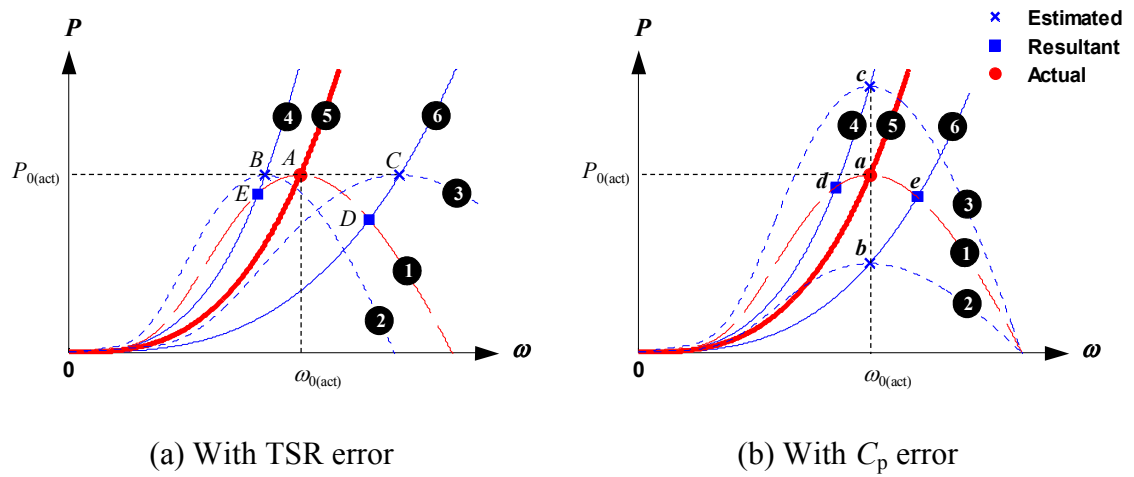 P
P
× Estimated
■ Resultant
● Actual
c
4
5
6
4
5
6
B
A
C
a
P0(act)
P0(act)
E
3
d
e
3
D
1
1
b
2
2
0
ω0(act)
ω
0
ω0(act)
ω
(a) With TSR error
(b) With Cp error